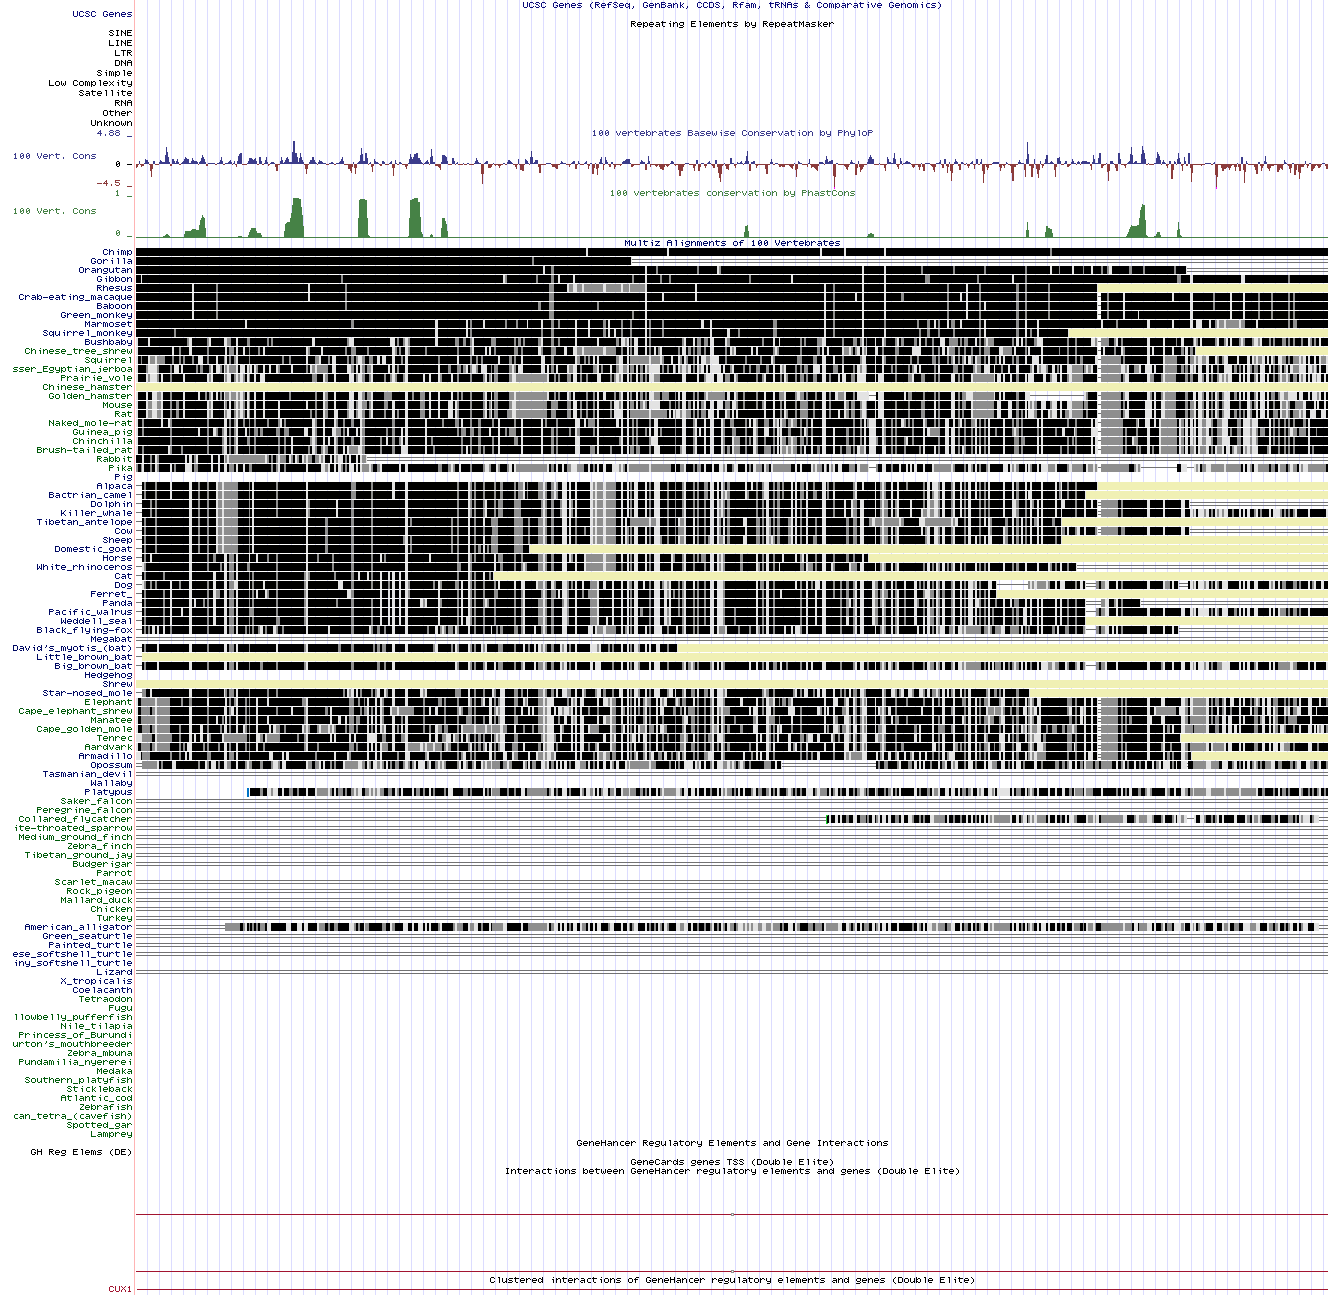 UCSC Genes (RefSeq, GenBank, CCDS, Rfam, tRNAs & Comparative Genomics)
UCSC Genes
Repeating Elements by RepeatMasker
SINE
LINE
LTR
DNA
Simple
Low Complexity
Satellite
RNA
Other
Unknown
4.88 _
100 vertebrates Basewise Conservation by PhyloP
100 Vert. Cons
0 -
-4.5 _
100 vertebrates conservation by PhastCons
1 _
100 Vert. Cons
0 _
Multiz Alignments of 100 Vertebrates
Chimp
Gorilla
Orangutan
Gibbon
Rhesus
Crab-eating_macaque
Baboon
Green_monkey
Marmoset
Squirrel_monkey
Bushbaby
Chinese_tree_shrew
Squirrel
sser_Egyptian_jerboa
Prairie_vole
Chinese_hamster
Golden_hamster
Mouse
Rat
Naked_mole-rat
Guinea_pig
Chinchilla
Brush-tailed_rat
Rabbit
Pika
Pig
Alpaca
Bactrian_camel
Dolphin
Killer_whale
Tibetan_antelope
Cow
Sheep
Domestic_goat
Horse
White_rhinoceros
Cat
Dog
Ferret_
Panda
Pacific_walrus
Weddell_seal
Black_flying-fox
Megabat
David's_myotis_(bat)
Little_brown_bat
Big_brown_bat
Hedgehog
Shrew
Star-nosed_mole
Elephant
Cape_elephant_shrew
Manatee
Cape_golden_mole
Tenrec
Aardvark
Armadillo
Opossum
Tasmanian_devil
Wallaby
Platypus
Saker_falcon
Peregrine_falcon
Collared_flycatcher
ite-throated_sparrow
Medium_ground_finch
Zebra_finch
Tibetan_ground_jay
Budgerigar
Parrot
Scarlet_macaw
Rock_pigeon
Mallard_duck
Chicken
Turkey
American_alligator
Green_seaturtle
Painted_turtle
ese_softshell_turtle
iny_softshell_turtle
Lizard
X_tropicalis
Coelacanth
Tetraodon
Fugu
llowbelly_pufferfish
Nile_tilapia
Princess_of_Burundi
urton's_mouthbreeder
Zebra_mbuna
Pundamilia_nyererei
Medaka
Southern_platyfish
Stickleback
Atlantic_cod
Zebrafish
can_tetra_(cavefish)
Spotted_gar
Lamprey
GeneHancer Regulatory Elements and Gene Interactions
GH Reg Elems (DE)
GeneCards genes TSS (Double Elite)
Interactions between GeneHancer regulatory elements and genes (Double Elite)
Clustered interactions of GeneHancer regulatory elements and genes (Double Elite)
CUX1